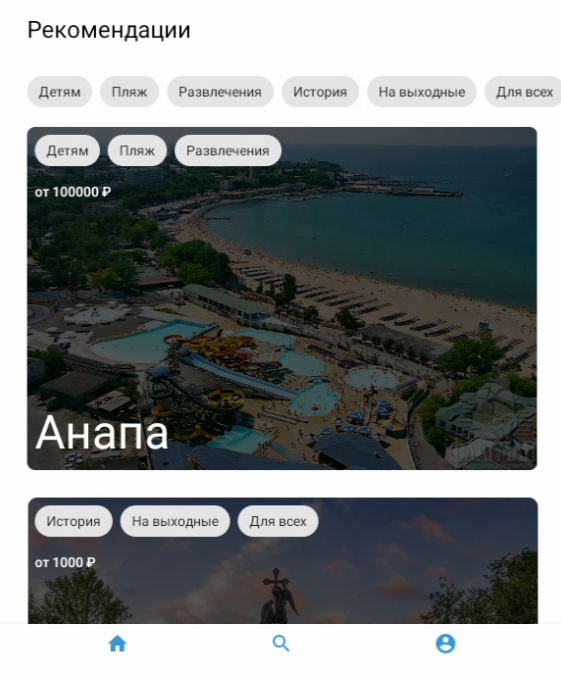 Рекомендации
Детям Пляж Развлечения История На выходные Для всех
Детям Пляж Развлечения
от 100000 ₽
Анапа
История На выходные Для всех
от 1000 ₽